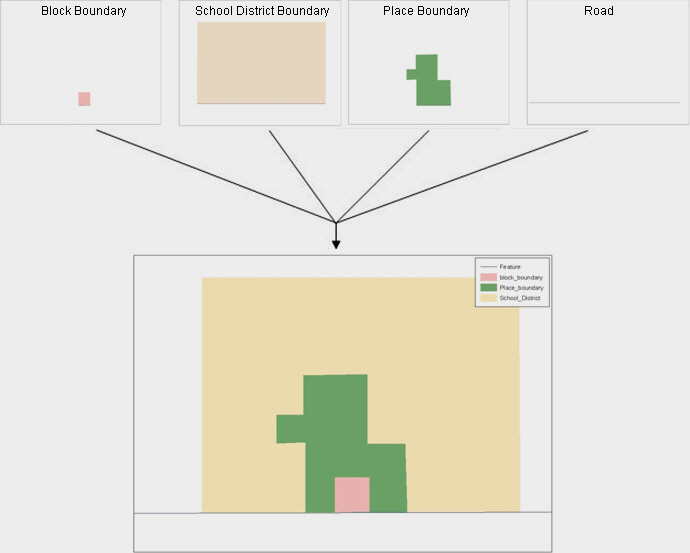 Block Boundary
School District Boundary
Place Boundary
Road
Feature
block_boundary
Place_boundary
School_District